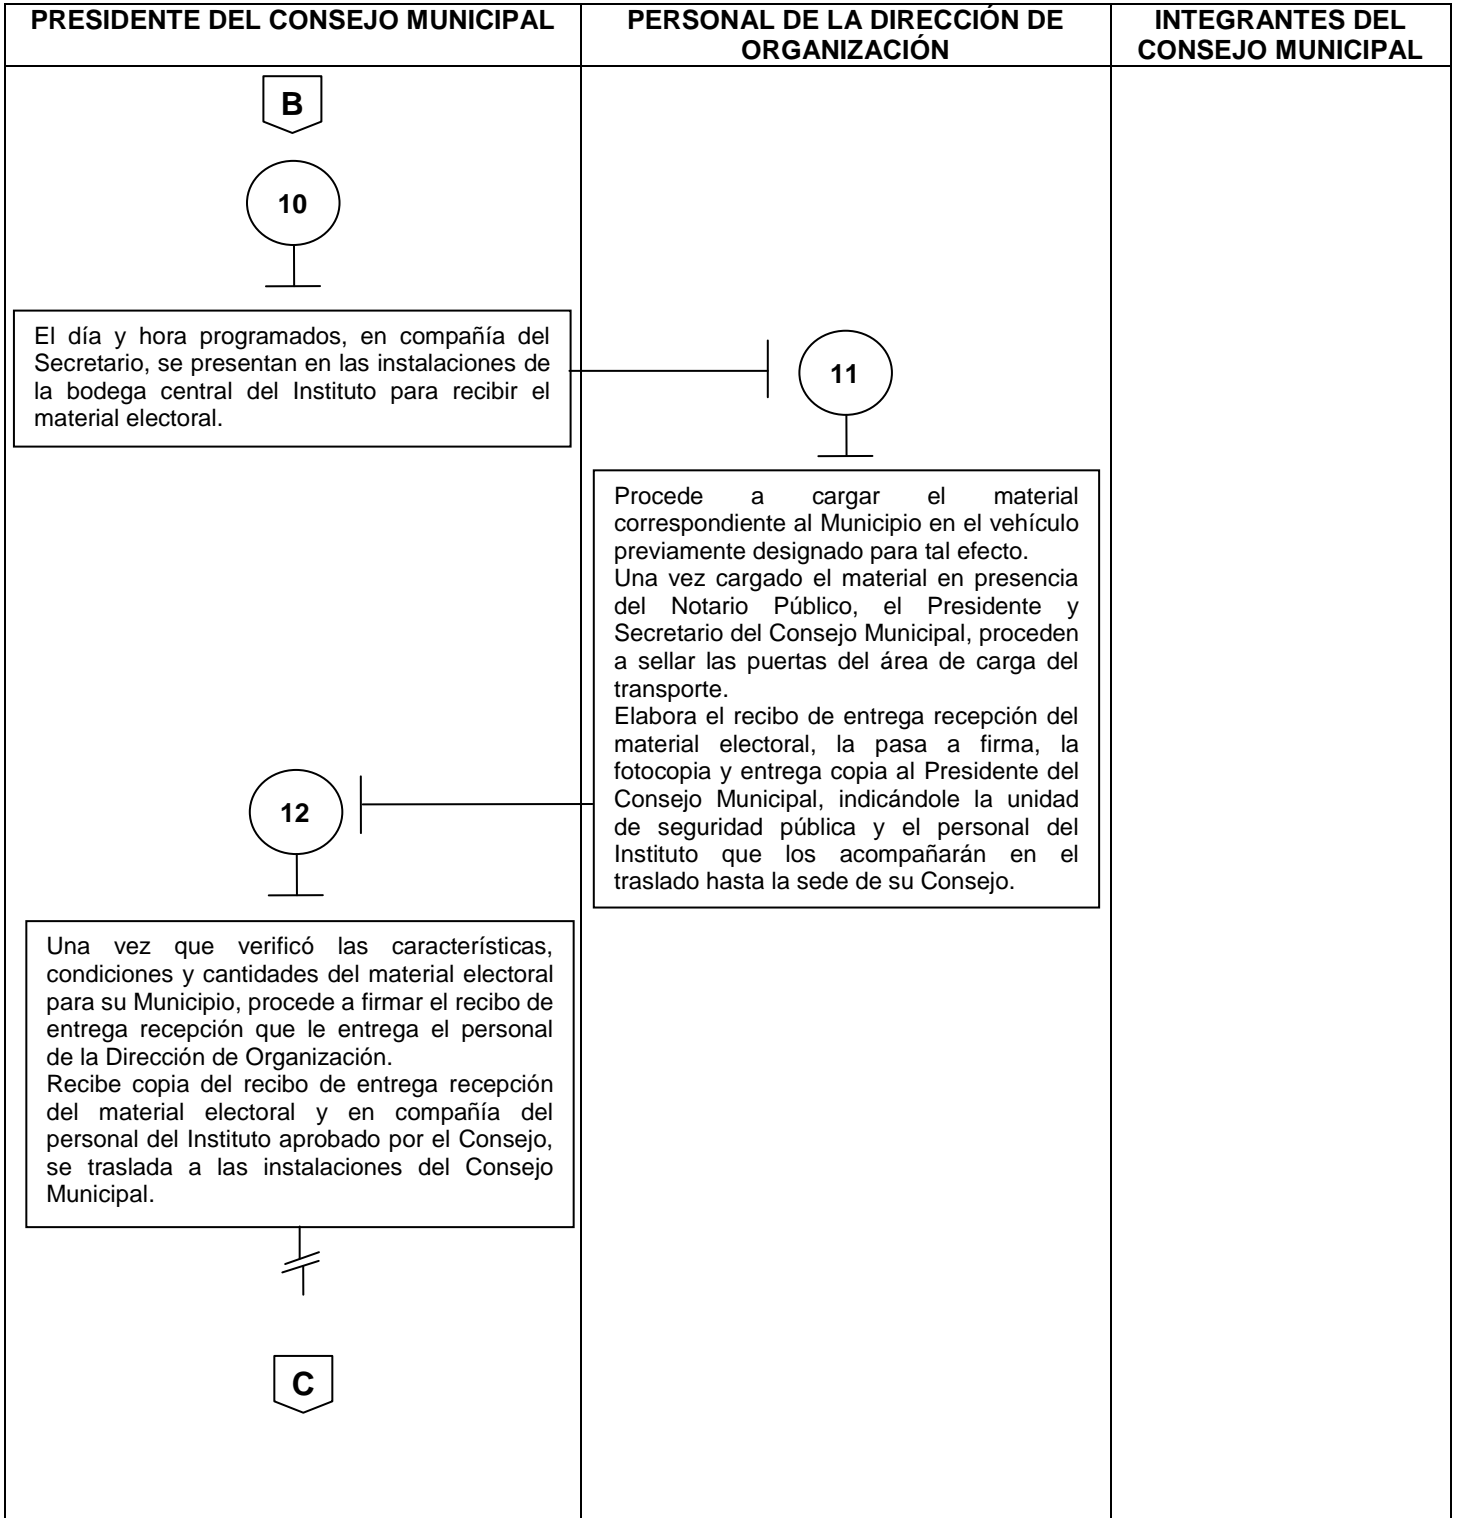 PRESIDENTE DEL CONSEJO MUNICIPAL
PERSONAL DE LA DIRECCIÓN DE
ORGANIZACIÓN
INTEGRANTES DEL
CONSEJO MUNICIPAL
B
10
El día y hora programados, en compañía del
Secretario, se presentan en las instalaciones de
la bodega central del Instituto para recibir el
material electoral.
11
Procede a cargar el material
correspondiente al Municipio en el vehículo
previamente designado para tal efecto.
Una vez cargado el material en presencia
del Notario Público, el Presidente y
Secretario del Consejo Municipal, proceden
a sellar las puertas del área de carga del
transporte.
Elabora el recibo de entrega recepción del
material electoral, la pasa a firma, la
fotocopia y entrega copia al Presidente del
Consejo Municipal, indicándole la unidad
de seguridad pública y el personal del
Instituto que los acompañarán en el
traslado hasta la sede de su Consejo.
12
Una vez que verificó las características,
condiciones y cantidades del material electoral
para su Municipio, procede a firmar el recibo de
entrega recepción que le entrega el personal
de la Dirección de Organización.
Recibe copia del recibo de entrega recepción
del material electoral y en compañía del
personal del Instituto aprobado por el Consejo,
se traslada a las instalaciones del Consejo
Municipal.
C